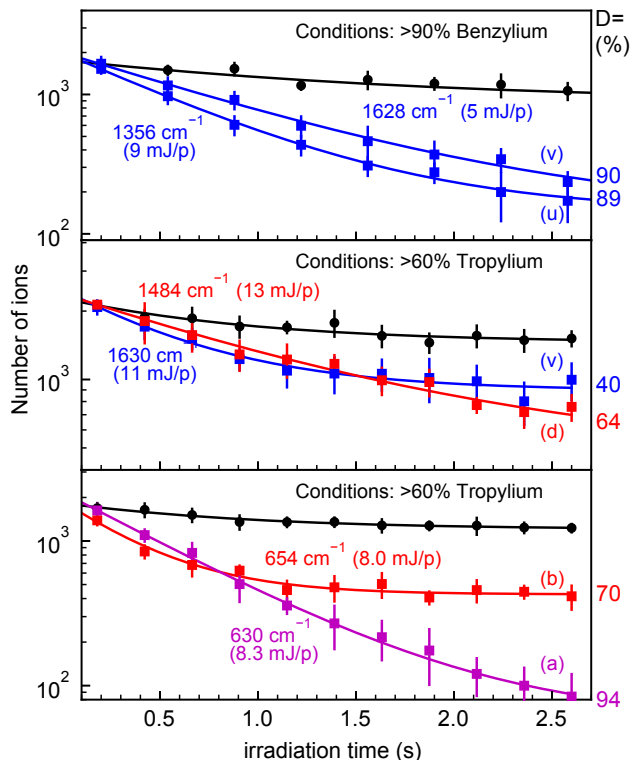 D=
(%)
Conditions: >90% Benzylium
10³
1628 cm⁻¹ (5 mJ/p)
1356 cm⁻¹
(9 mJ/p)
(v)
90
89
(u)
10²
Conditions: >60% Tropylium
1484 cm⁻¹ (13 mJ/p)
Number of ions
1630 cm⁻
(11 mJ/p)
(v)
10³
40
64
(d)
Conditions: >60% Tropylium
10³
654 cm⁻¹ (8.0 mJ/p)
(b)
70
630 cm⁻¹
(8.3 mJ/p)
(a)
10²
94
0.5 1.0 1.5 2.0 2.5
irradiation time (s)